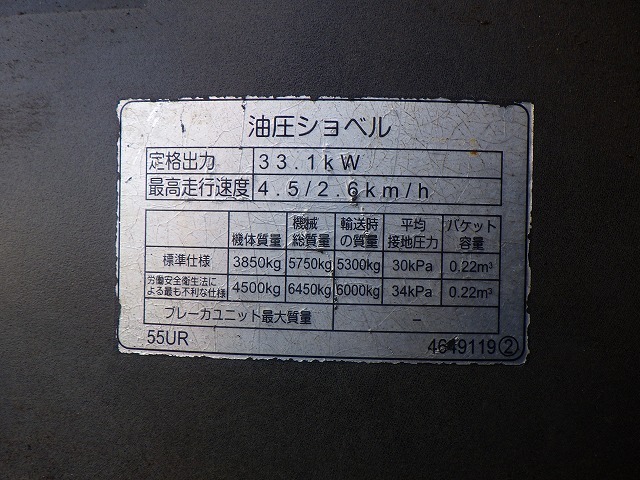 油圧ショベル
定格出力 33.1kW
最高走行速度 4.5/2.6km/h
機体質量 機械総質量 輸送時の質量 平均接地圧力 バケット容量
標準仕様 3850kg 5750kg 5300kg 30kPa 0.22m³
労働安全衛生法による最も不利な仕様 4500kg 6450kg 6000kg 34kPa 0.22m³
ブレーカユニット最大質量 －
55UR 4649119②